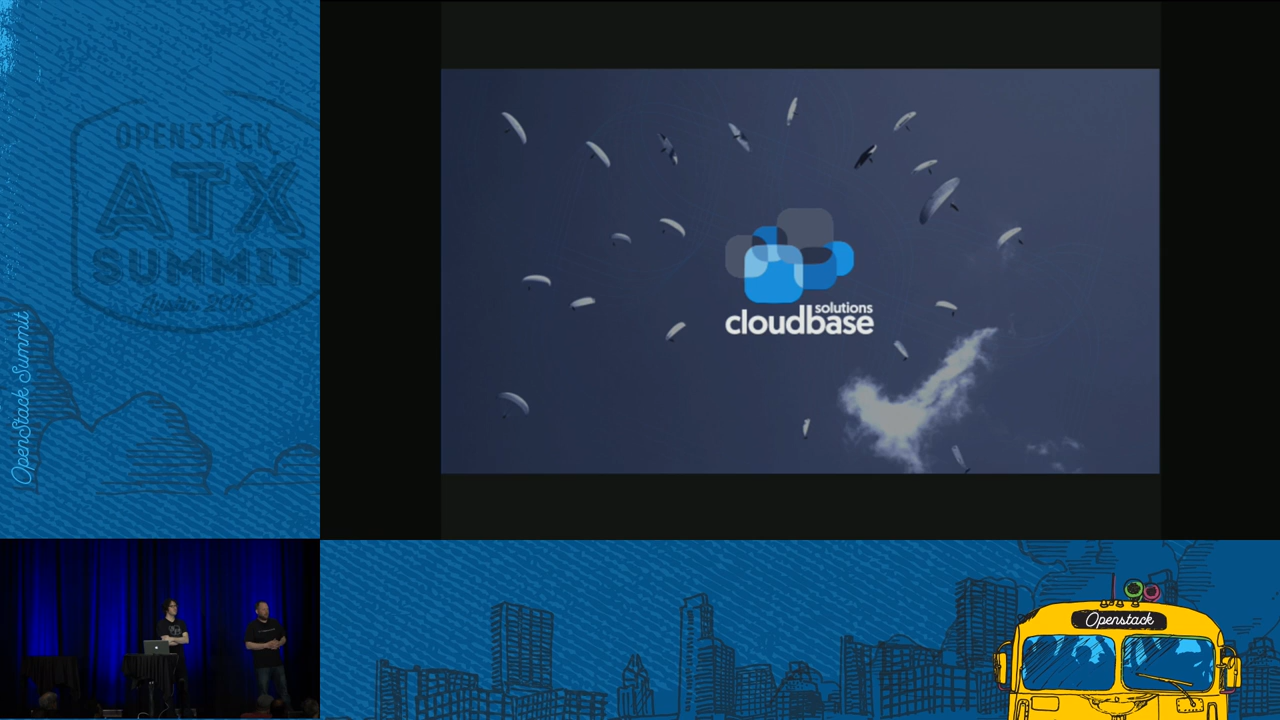 OPENSTACK
ATX
SUMMIT
Austin 2016
OpenStack Summit
solutions
cloudbase
Openstack